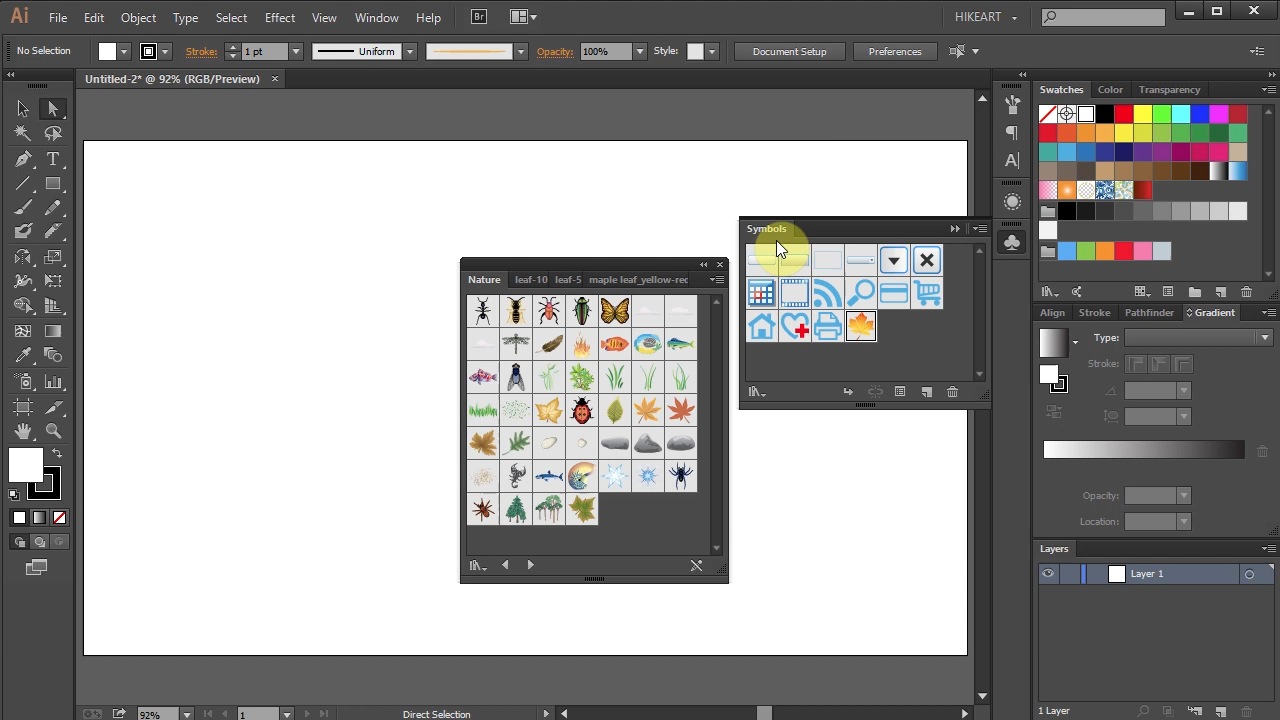 Ai File Edit Object Type Select Effect View Window Help Br HIKEART
No Selection Stroke: 1 pt Uniform Opacity: 100% Style: Document Setup Preferences
Untitled-2* @ 92% (RGB/Preview)
Swatches Color Transparency
Symbols
Nature leaf-10 leaf-5 maple leaf_yellow-red
Align Stroke Pathfinder Gradient
Type:
Stroke:
Opacity:
Location:
Layers
Layer 1
1 Layer
92% 1 Direct Selection